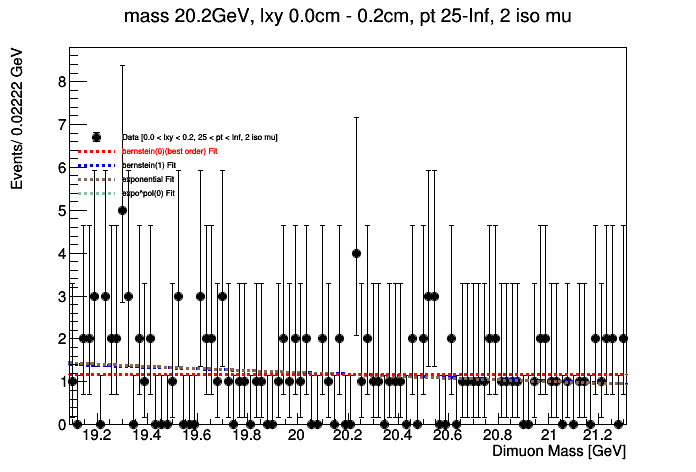 mass 20.2GeV, lxy 0.0cm - 0.2cm, pt 25-Inf, 2 iso mu
Events/ 0.02222 GeV
8
7
6
5
4
3
2
1
0
Data [0.0 < lxy < 0.2, 25 < pt < Inf, 2 iso mu]
bernstein(0)(best order) Fit
bernstein(1) Fit
exponential Fit
expo^pol(0) Fit
19.2 19.4 19.6 19.8 20 20.2 20.4 20.6 20.8 21 21.2
Dimuon Mass [GeV]